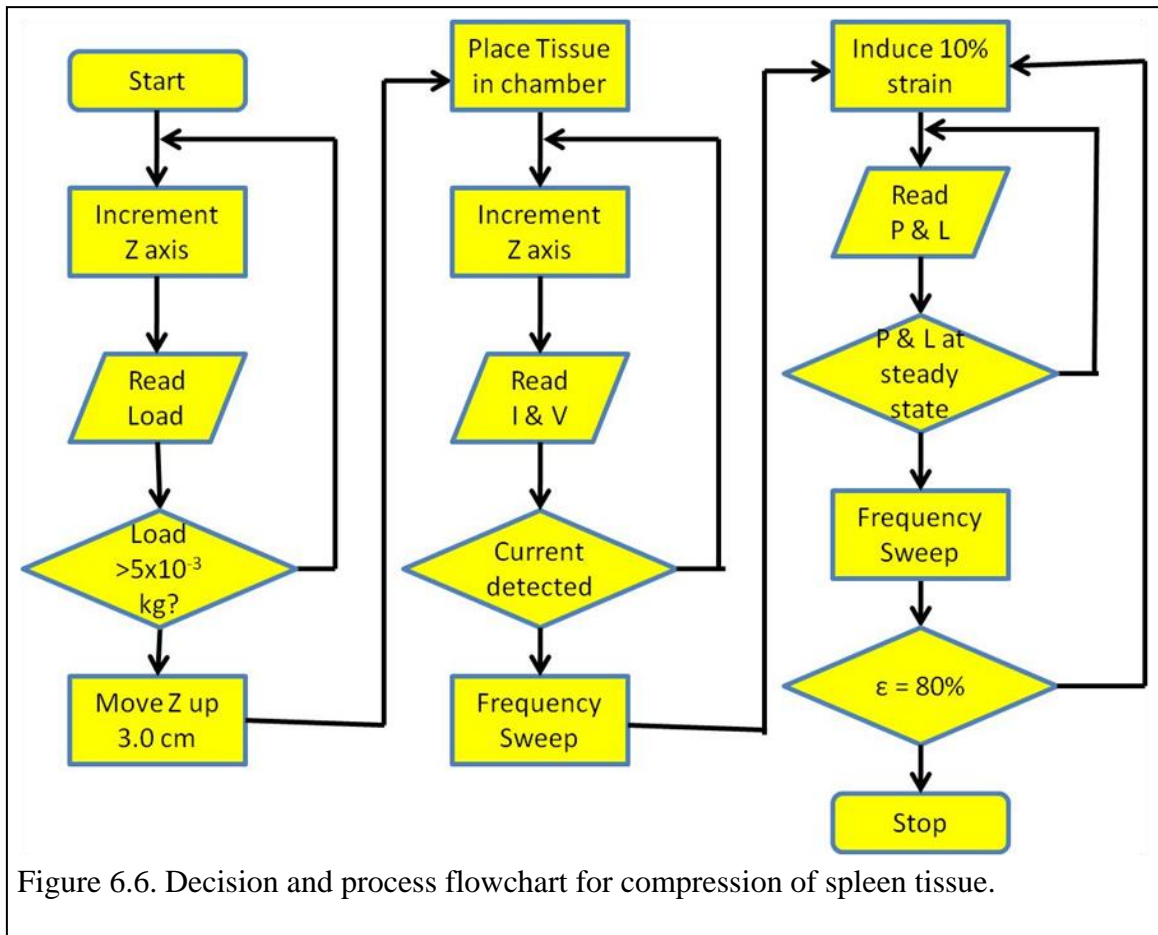 Start
Increment
Z axis
Read
Load
Load
>5x10⁻³
kg?
Move Z up
3.0 cm
Place Tissue
in chamber
Increment
Z axis
Read
I & V
Current
detected
Frequency
Sweep
Induce 10%
strain
Read
P & L
P & L at
steady
state
Frequency
Sweep
ε = 80%
Stop
Figure 6.6. Decision and process flowchart for compression of spleen tissue.